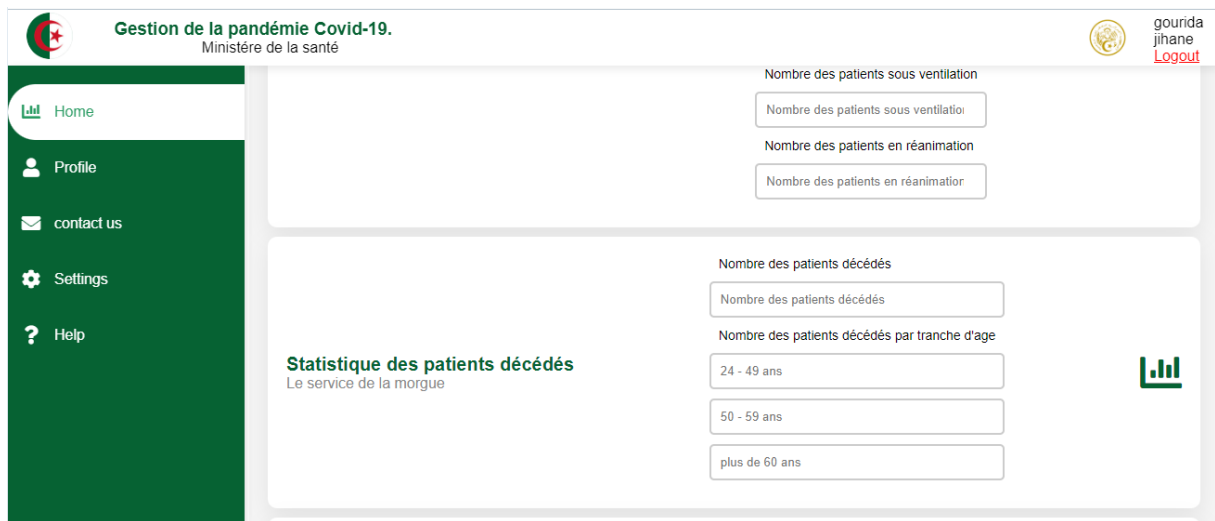 Gestion de la pandémie Covid-19.
Ministére de la santé
gourida
jihane
Logout
Home
Profile
contact us
Settings
Help
Nombre des patients sous ventilation
Nombre des patients sous ventilatio
Nombre des patients en réanimation
Nombre des patients en réanimatior
Statistique des patients décédés
Le service de la morgue
Nombre des patients décédés
Nombre des patients décédés
Nombre des patients décédés par tranche d'age
24 - 49 ans
50 - 59 ans
plus de 60 ans